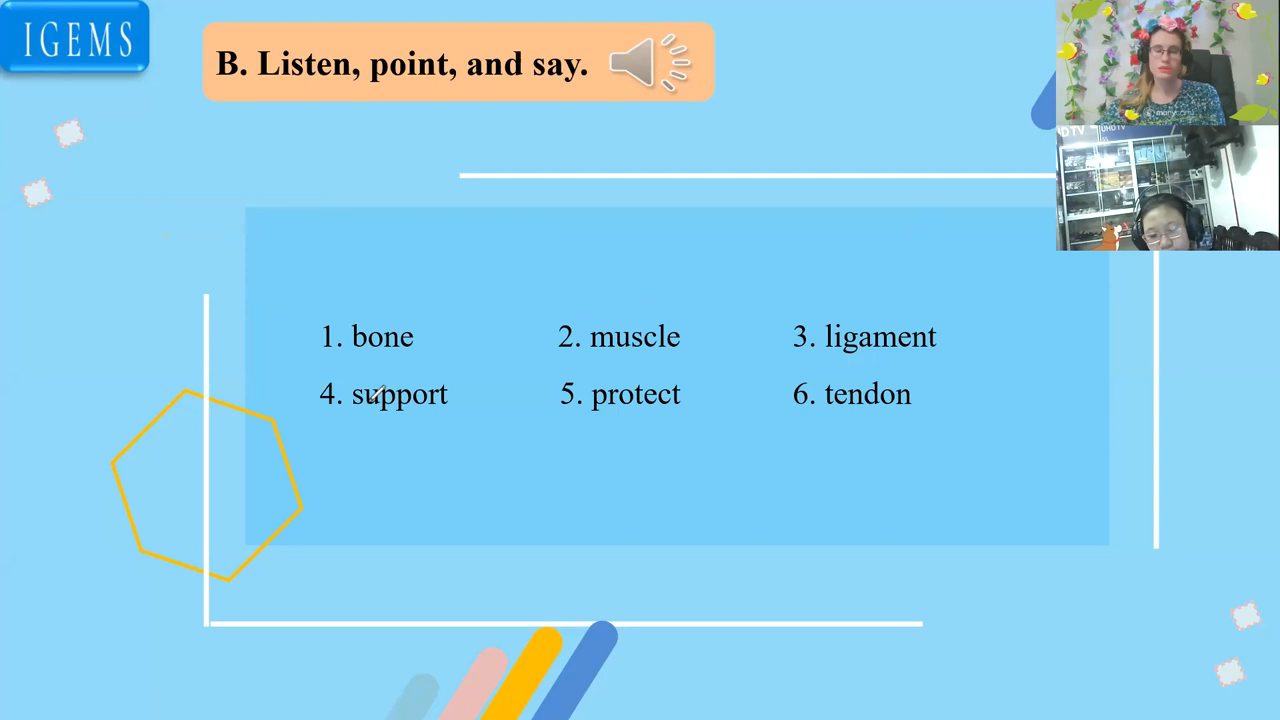 IGEMS
B. Listen, point, and say.
1. bone 2. muscle 3. ligament
4. support 5. protect 6. tendon